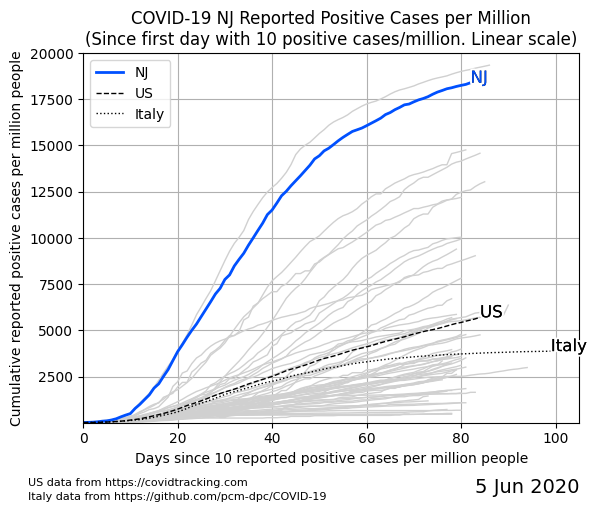 COVID-19 NJ Reported Positive Cases per Million
(Since first day with 10 positive cases/million. Linear scale)
Cumulative reported positive cases per million people
20000
17500
15000
12500
10000
7500
5000
2500
NJ
US
Italy
NJ
US
Italy
0 20 40 60 80 100
Days since 10 reported positive cases per million people
US data from https://covidtracking.com
Italy data from https://github.com/pcm-dpc/COVID-19
5 Jun 2020